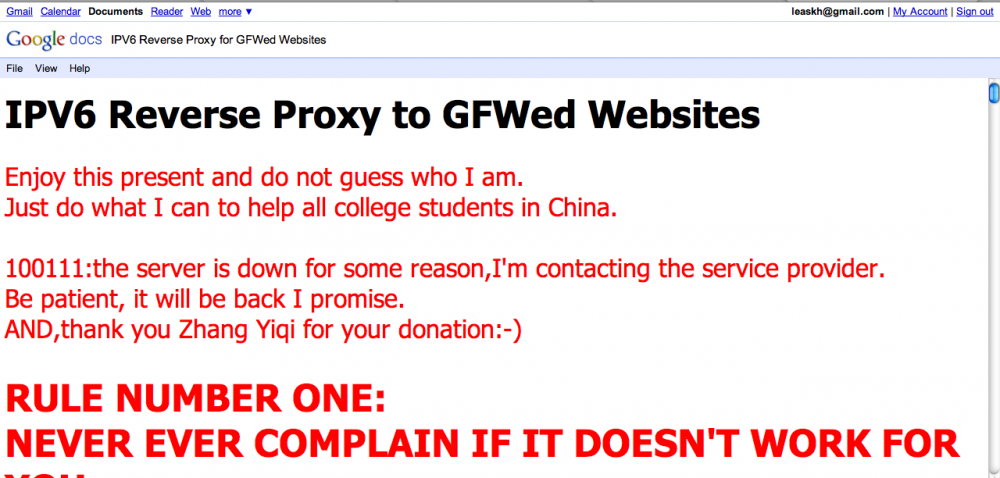 Gmail Calendar Documents Reader Web more ▼ leaskh@gmail.com | My Account | Sign out
Google docs IPV6 Reverse Proxy for GFWed Websites
File View Help
IPV6 Reverse Proxy to GFWed Websites
Enjoy this present and do not guess who I am.
Just do what I can to help all college students in China.
100111:the server is down for some reason,I'm contacting the service provider.
Be patient, it will be back I promise.
AND,thank you Zhang Yiqi for your donation:-)
RULE NUMBER ONE:
NEVER EVER COMPLAIN IF IT DOESN'T WORK FOR
YOU